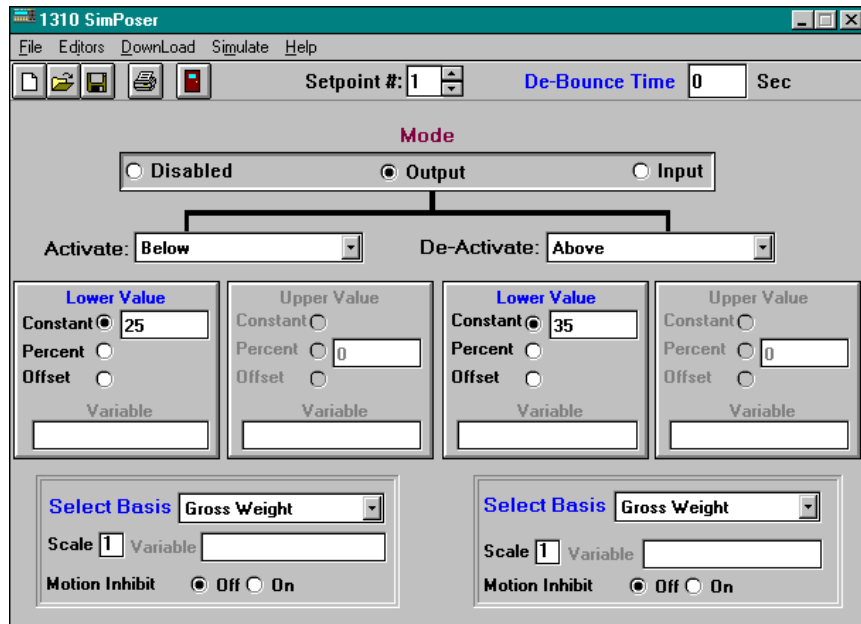 1310 SimPoser
File Editors DownLoad Simulate Help
Setpoint #: 1 De-Bounce Time 0 Sec
Mode
Disabled Output Input
Activate: Below De-Activate: Above
Lower Value Upper Value Lower Value Upper Value
Constant 25 Constant Constant 35 Constant
Percent Percent 0 Percent Percent 0
Offset Offset Offset Offset
Variable Variable Variable Variable
Select Basis Gross Weight Select Basis Gross Weight
Scale 1 Variable Scale 1 Variable
Motion Inhibit Off On Motion Inhibit Off On